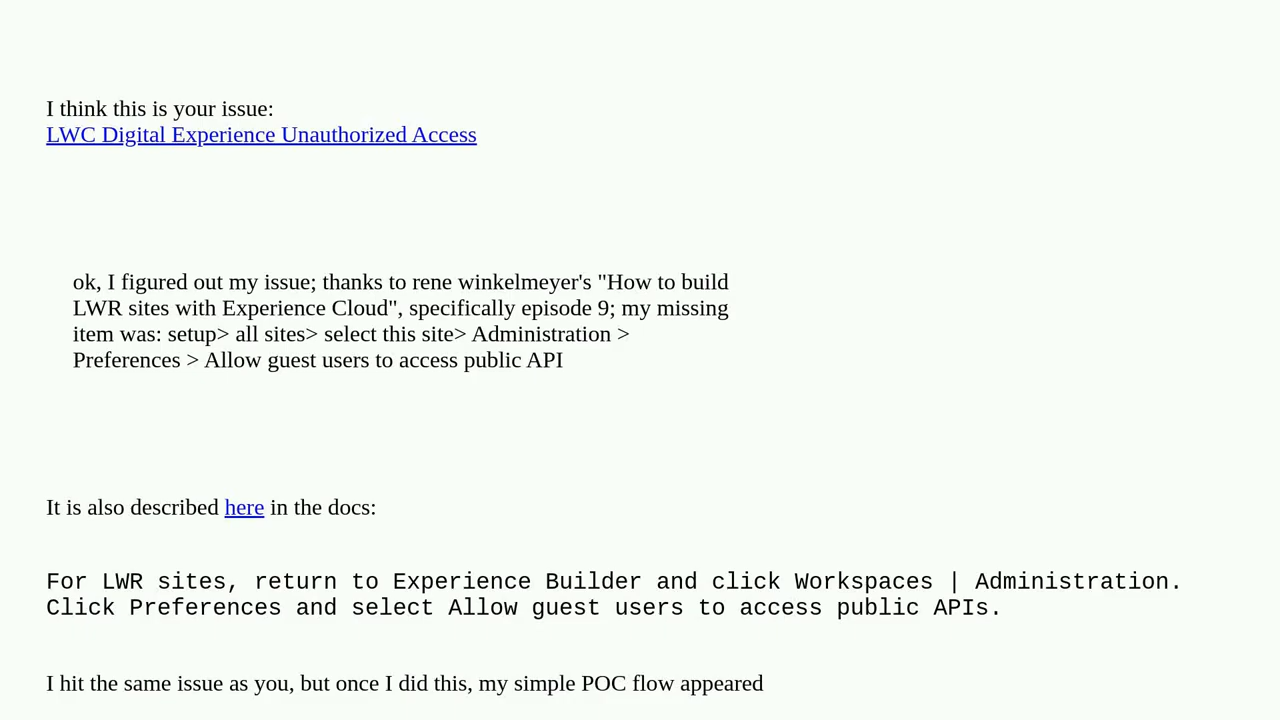 I think this is your issue:
LWC Digital Experience Unauthorized Access
ok, I figured out my issue; thanks to rene winkelmeyer's "How to build
LWR sites with Experience Cloud", specifically episode 9; my missing
item was: setup> all sites> select this site> Administration >
Preferences > Allow guest users to access public API
It is also described here in the docs:
For LWR sites, return to Experience Builder and click Workspaces | Administration.
Click Preferences and select Allow guest users to access public APIs.
I hit the same issue as you, but once I did this, my simple POC flow appeared